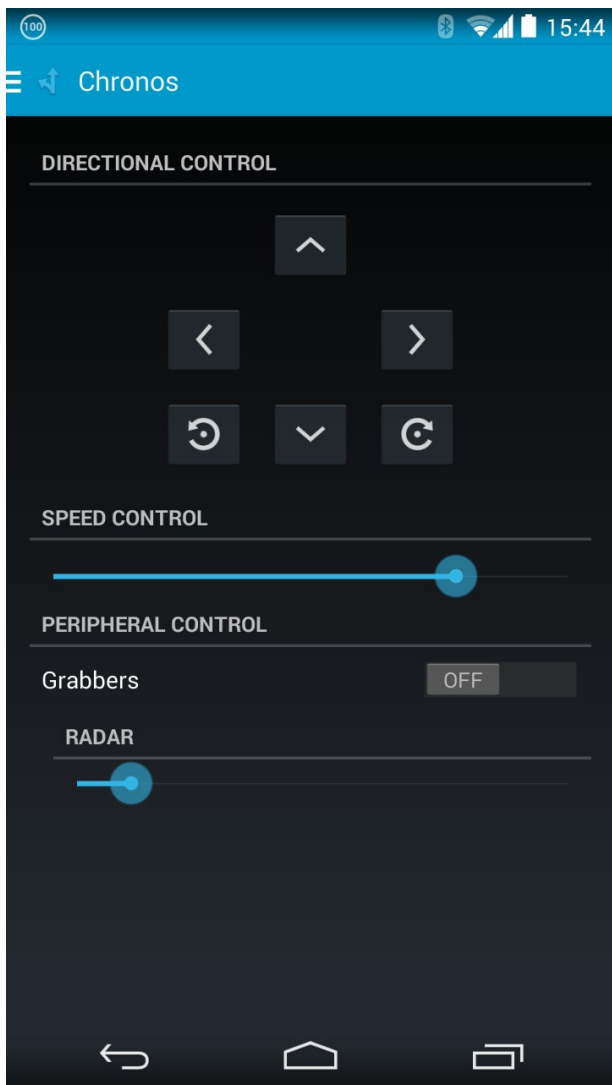 100 15:44
Chronos
DIRECTIONAL CONTROL
SPEED CONTROL
PERIPHERAL CONTROL
Grabbers OFF
RADAR